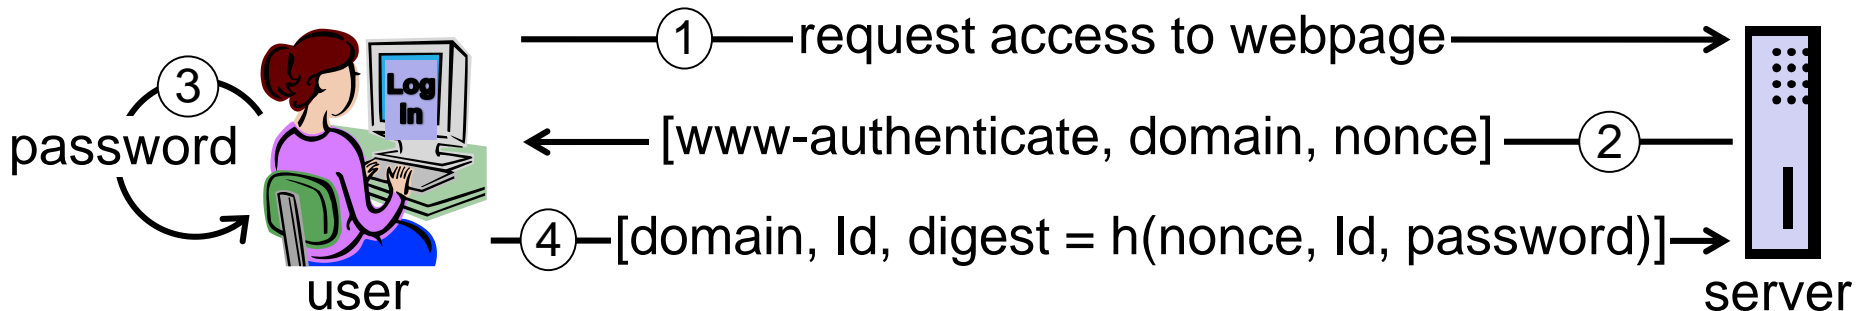 1 request access to webpage
3
Log
In
password
[www-authenticate, domain, nonce] 2
4 [domain, Id, digest = h(nonce, Id, password)]
user
server